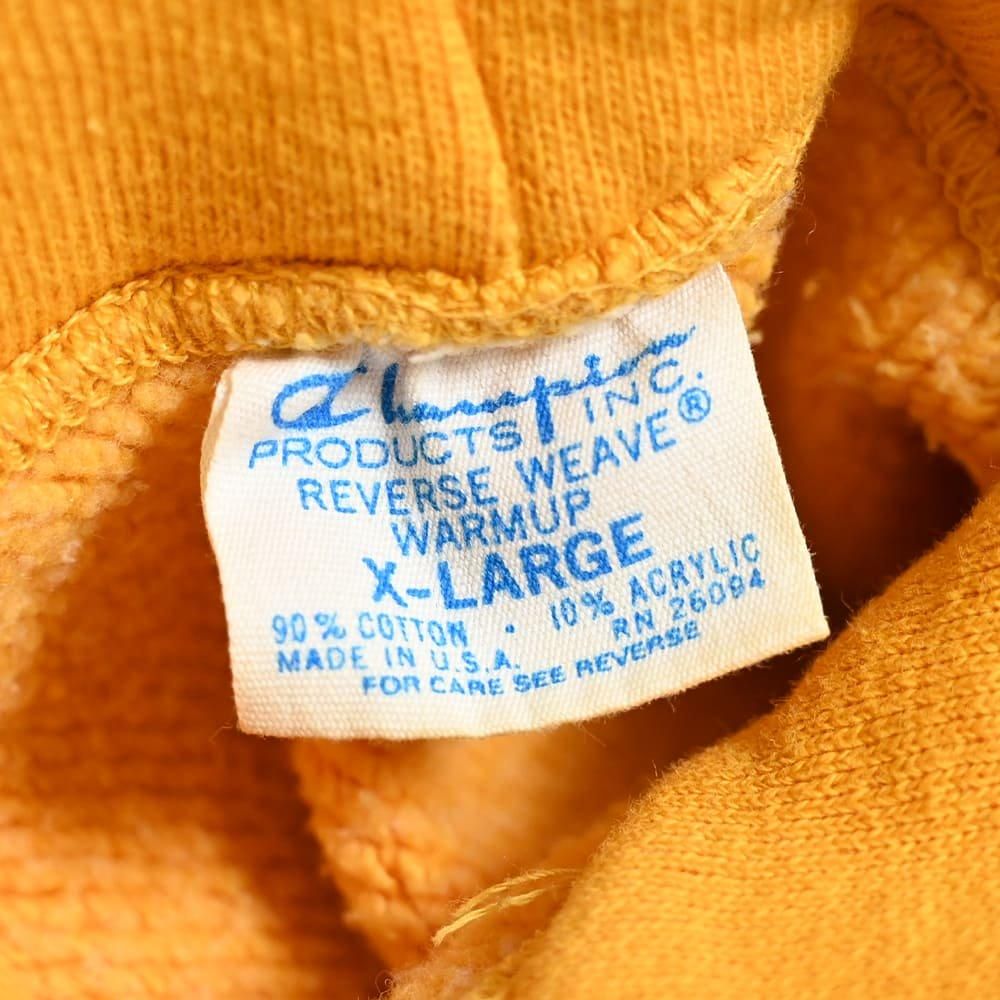 Champion
PRODUCTS INC.
REVERSE WEAVE®
WARMUP
X-LARGE
90% COTTON · 10% ACRYLIC
MADE IN U.S.A. RN 26094
FOR CARE SEE REVERSE